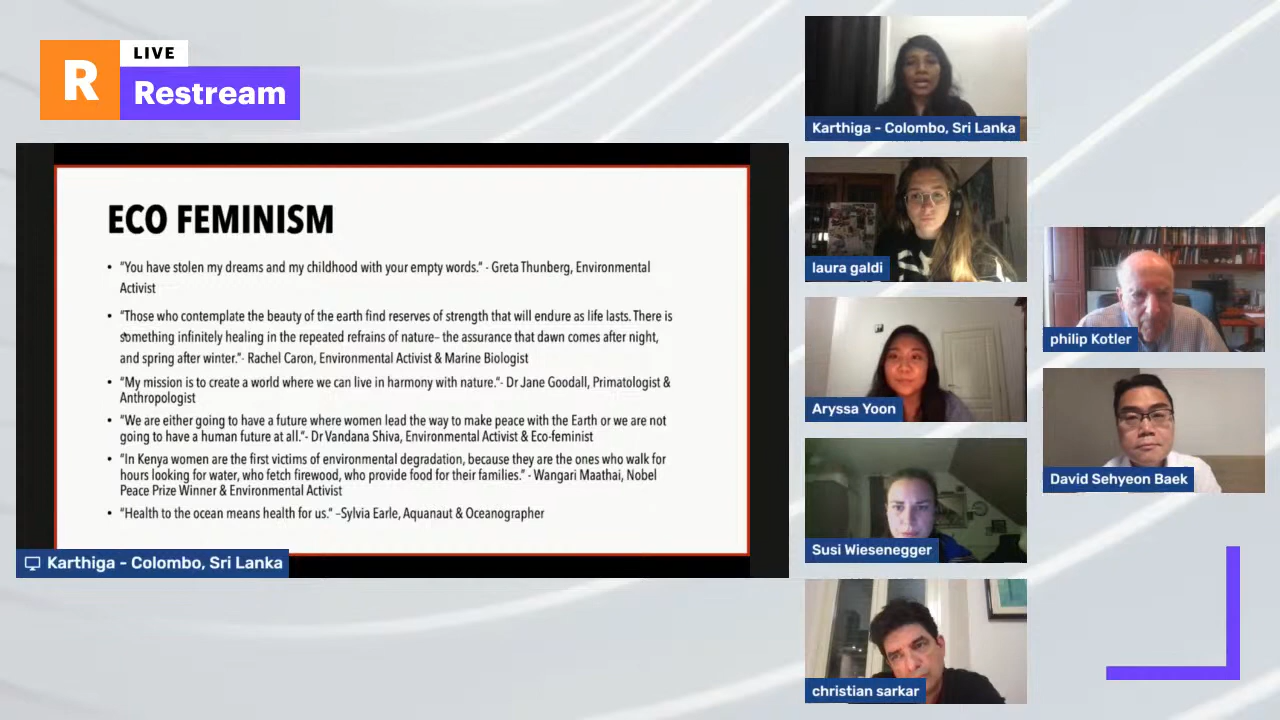 R
LIVE
Restream
ECO FEMINISM
• "You have stolen my dreams and my childhood with your empty words." - Greta Thunberg, Environmental
Activist
• "Those who contemplate the beauty of the earth find reserves of strength that will endure as life lasts. There is
something infinitely healing in the repeated refrains of nature– the assurance that dawn comes after night,
and spring after winter."- Rachel Caron, Environmental Activist & Marine Biologist
• "My mission is to create a world where we can live in harmony with nature."- Dr Jane Goodall, Primatologist &
Anthropologist
• "We are either going to have a future where women lead the way to make peace with the Earth or we are not
going to have a human future at all."- Dr Vandana Shiva, Environmental Activist & Eco-feminist
• "In Kenya women are the first victims of environmental degradation, because they are the ones who walk for
hours looking for water, who fetch firewood, who provide food for their families." - Wangari Maathai, Nobel
Peace Prize Winner & Environmental Activist
• "Health to the ocean means health for us." –Sylvia Earle, Aquanaut & Oceanographer
Karthiga - Colombo, Sri Lanka
Karthiga - Colombo, Sri Lanka
laura galdi
Aryssa Yoon
Susi Wiesenegger
christian sarkar
philip Kotler
David Sehyeon Baek